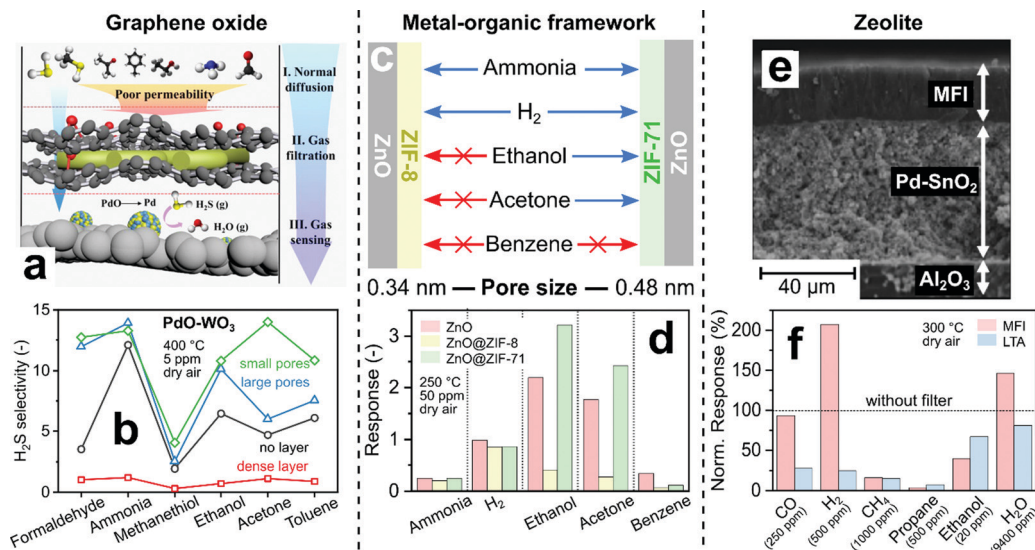 Graphene oxide
Poor permeability
I. Normal
diffusion
II. Gas
filtration
PdO → Pd
H₂S (g)
H₂O (g)
III. Gas
sensing
a
PdO-WO₃
400 °C
5 ppm
dry air
small pores
large pores
no layer
dense layer
b
H₂S selectivity (-)
15
10
5
0
Formaldehyde
Ammonia
Methanethiol
Ethanol
Acetone
Toluene
Metal-organic framework
c
ZnO
ZIF-8
Ammonia
H₂
Ethanol
Acetone
Benzene
ZIF-71
ZnO
0.34 nm — Pore size — 0.48 nm
d
ZnO
ZnO@ZIF-8
ZnO@ZIF-71
250 °C
50 ppm
dry air
Response (-)
3
2
1
0
Ammonia
H₂
Ethanol
Acetone
Benzene
Zeolite
e
MFI
Pd-SnO₂
Al₂O₃
40 µm
f
300 °C
dry air
MFI
LTA
without filter
Norm. Response (%)
200
150
100
50
0
CO
(250 ppm)
H₂
(500 ppm)
CH₄
(1000 ppm)
Propane
(500 ppm)
Ethanol
(20 ppm)
H₂O
(9400 ppm)